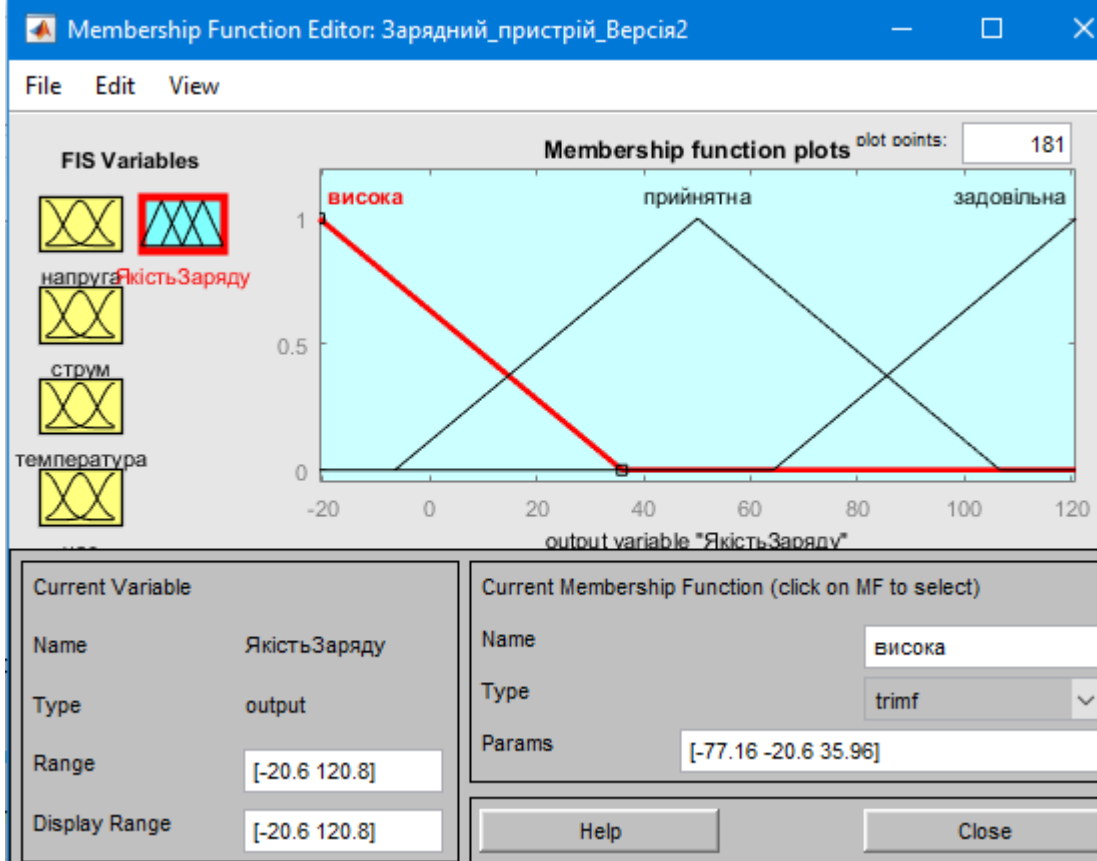 Membership Function Editor: Зарядний_пристрій_Версія2
File Edit View
FIS Variables
напруга
ЯкістьЗаряду
струм
температура
Membership function plots
plot points:
181
висока
прийнятна
задовільна
1
0.5
0
-20 0 20 40 60 80 100 120
output variable "ЯкістьЗаряду"
Current Variable
Name ЯкістьЗаряду
Type output
Range [-20.6 120.8]
Display Range [-20.6 120.8]
Current Membership Function (click on MF to select)
Name висока
Type trimf
Params [-77.16 -20.6 35.96]
Help Close